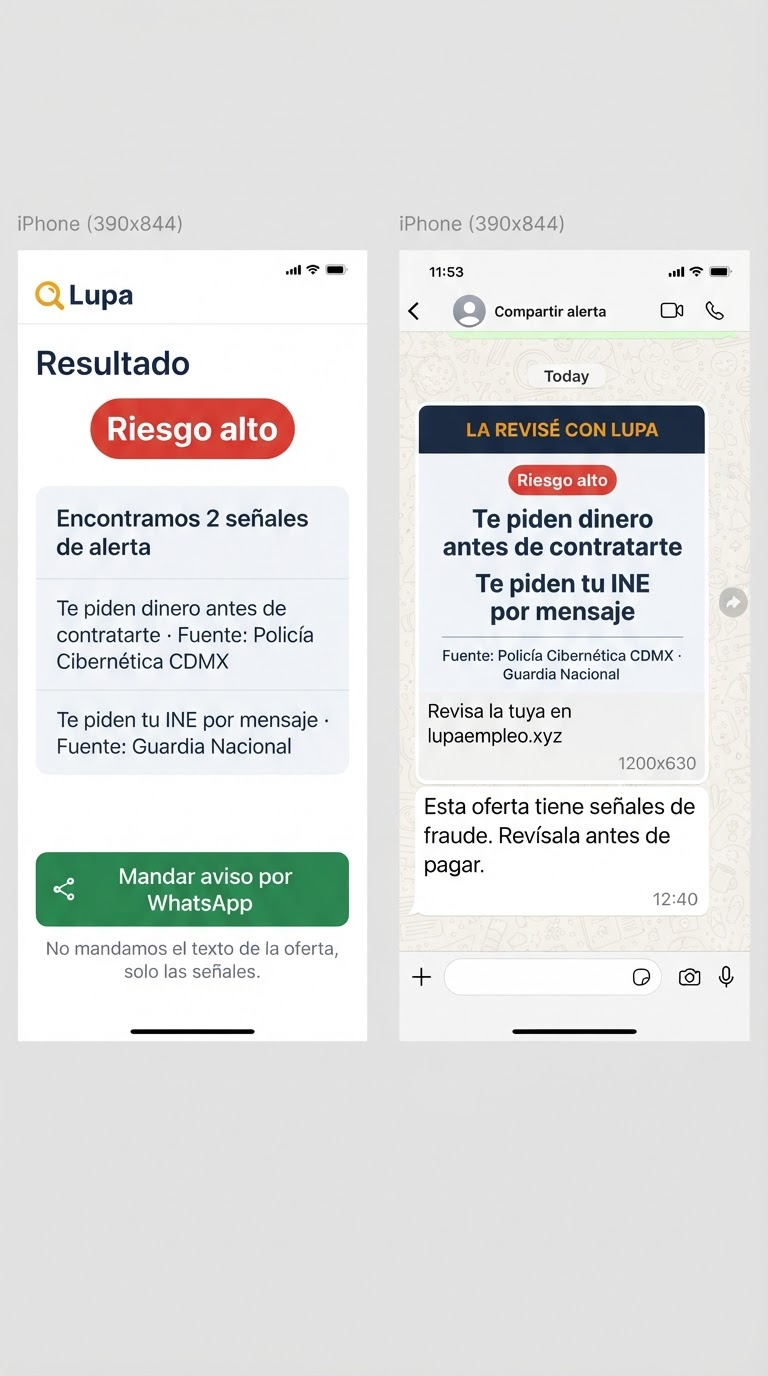 iPhone (390x844)
Lupa
Resultado
Riesgo alto
Encontramos 2 señales
de alerta
Te piden dinero antes de
contratarte · Fuente: Policía
Cibernética CDMX
Te piden tu INE por mensaje ·
Fuente: Guardia Nacional
Mandar aviso por
WhatsApp
No mandamos el texto de la oferta,
solo las señales.
iPhone (390x844)
11:53
Compartir alerta
Today
LA REVISÉ CON LUPA
Riesgo alto
Te piden dinero
antes de contratarte
Te piden tu INE
por mensaje
Fuente: Policía Cibernética CDMX ·
Guardia Nacional
Revisa la tuya en
lupaempleo.xyz
1200x630
Esta oferta tiene señales de
fraude. Revísala antes de
pagar.
12:40